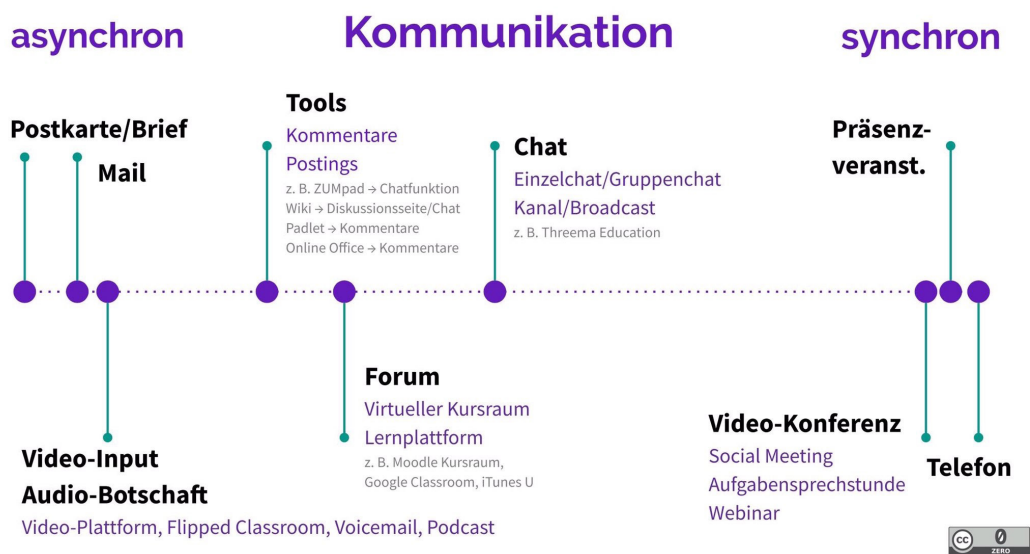 asynchron
Kommunikation
synchron
Postkarte/Brief
Mail
Tools
Kommentare
Postings
z. B. ZUMpad → Chatfunktion
Wiki → Diskussionsseite/Chat
Padlet → Kommentare
Online Office → Kommentare
Chat
Einzelchat/Gruppenchat
Kanal/Broadcast
z. B. Threema Education
Präsenz-
veranst.
Video-Input
Audio-Botschaft
Video-Plattform, Flipped Classroom, Voicemail, Podcast
Forum
Virtueller Kursraum
Lernplattform
z. B. Moodle Kursraum,
Google Classroom, iTunes U
Video-Konferenz
Social Meeting
Aufgabensprechstunde
Webinar
Telefon
cc 0
ZERO